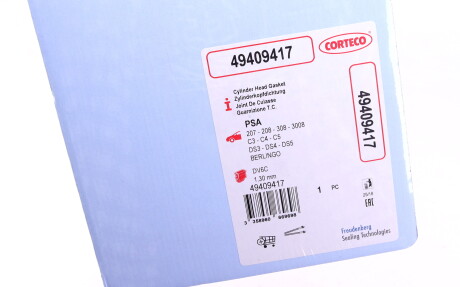 CORTECO
49409417
49409417
Cylinder Head Gasket
Zylinderkopfdichtung
Joint De Culasse
Guarnizione T.C.
PSA
207 - 208 - 308 - 3008
C3 - C4 - C5
DS3 - DS4 - DS5
BERLINGO
DV6C
1,30 mm
49409417
1 PC
EAC
Freudenberg
Sealing Technologies